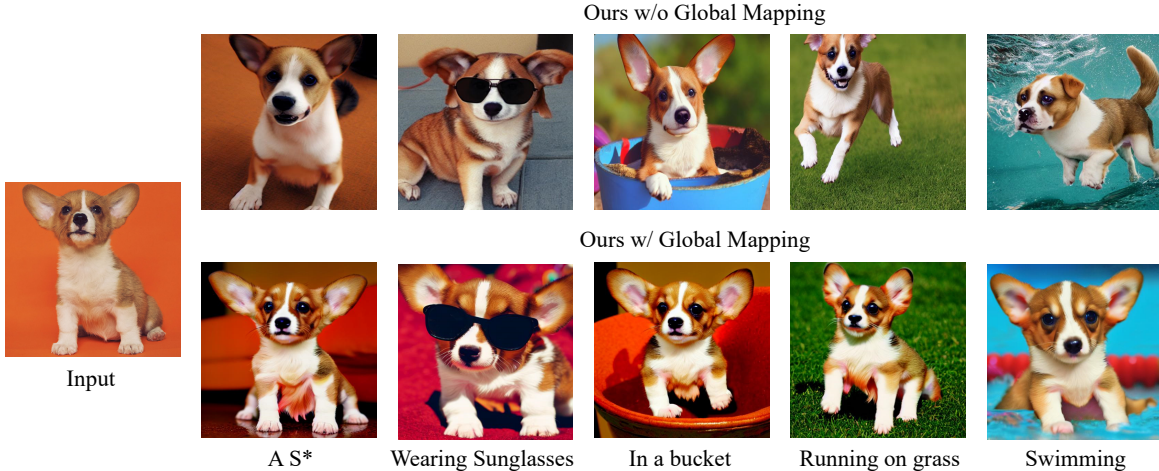 Ours w/o Global Mapping
Ours w/ Global Mapping
Input
A S*
Wearing Sunglasses
In a bucket
Running on grass
Swimming